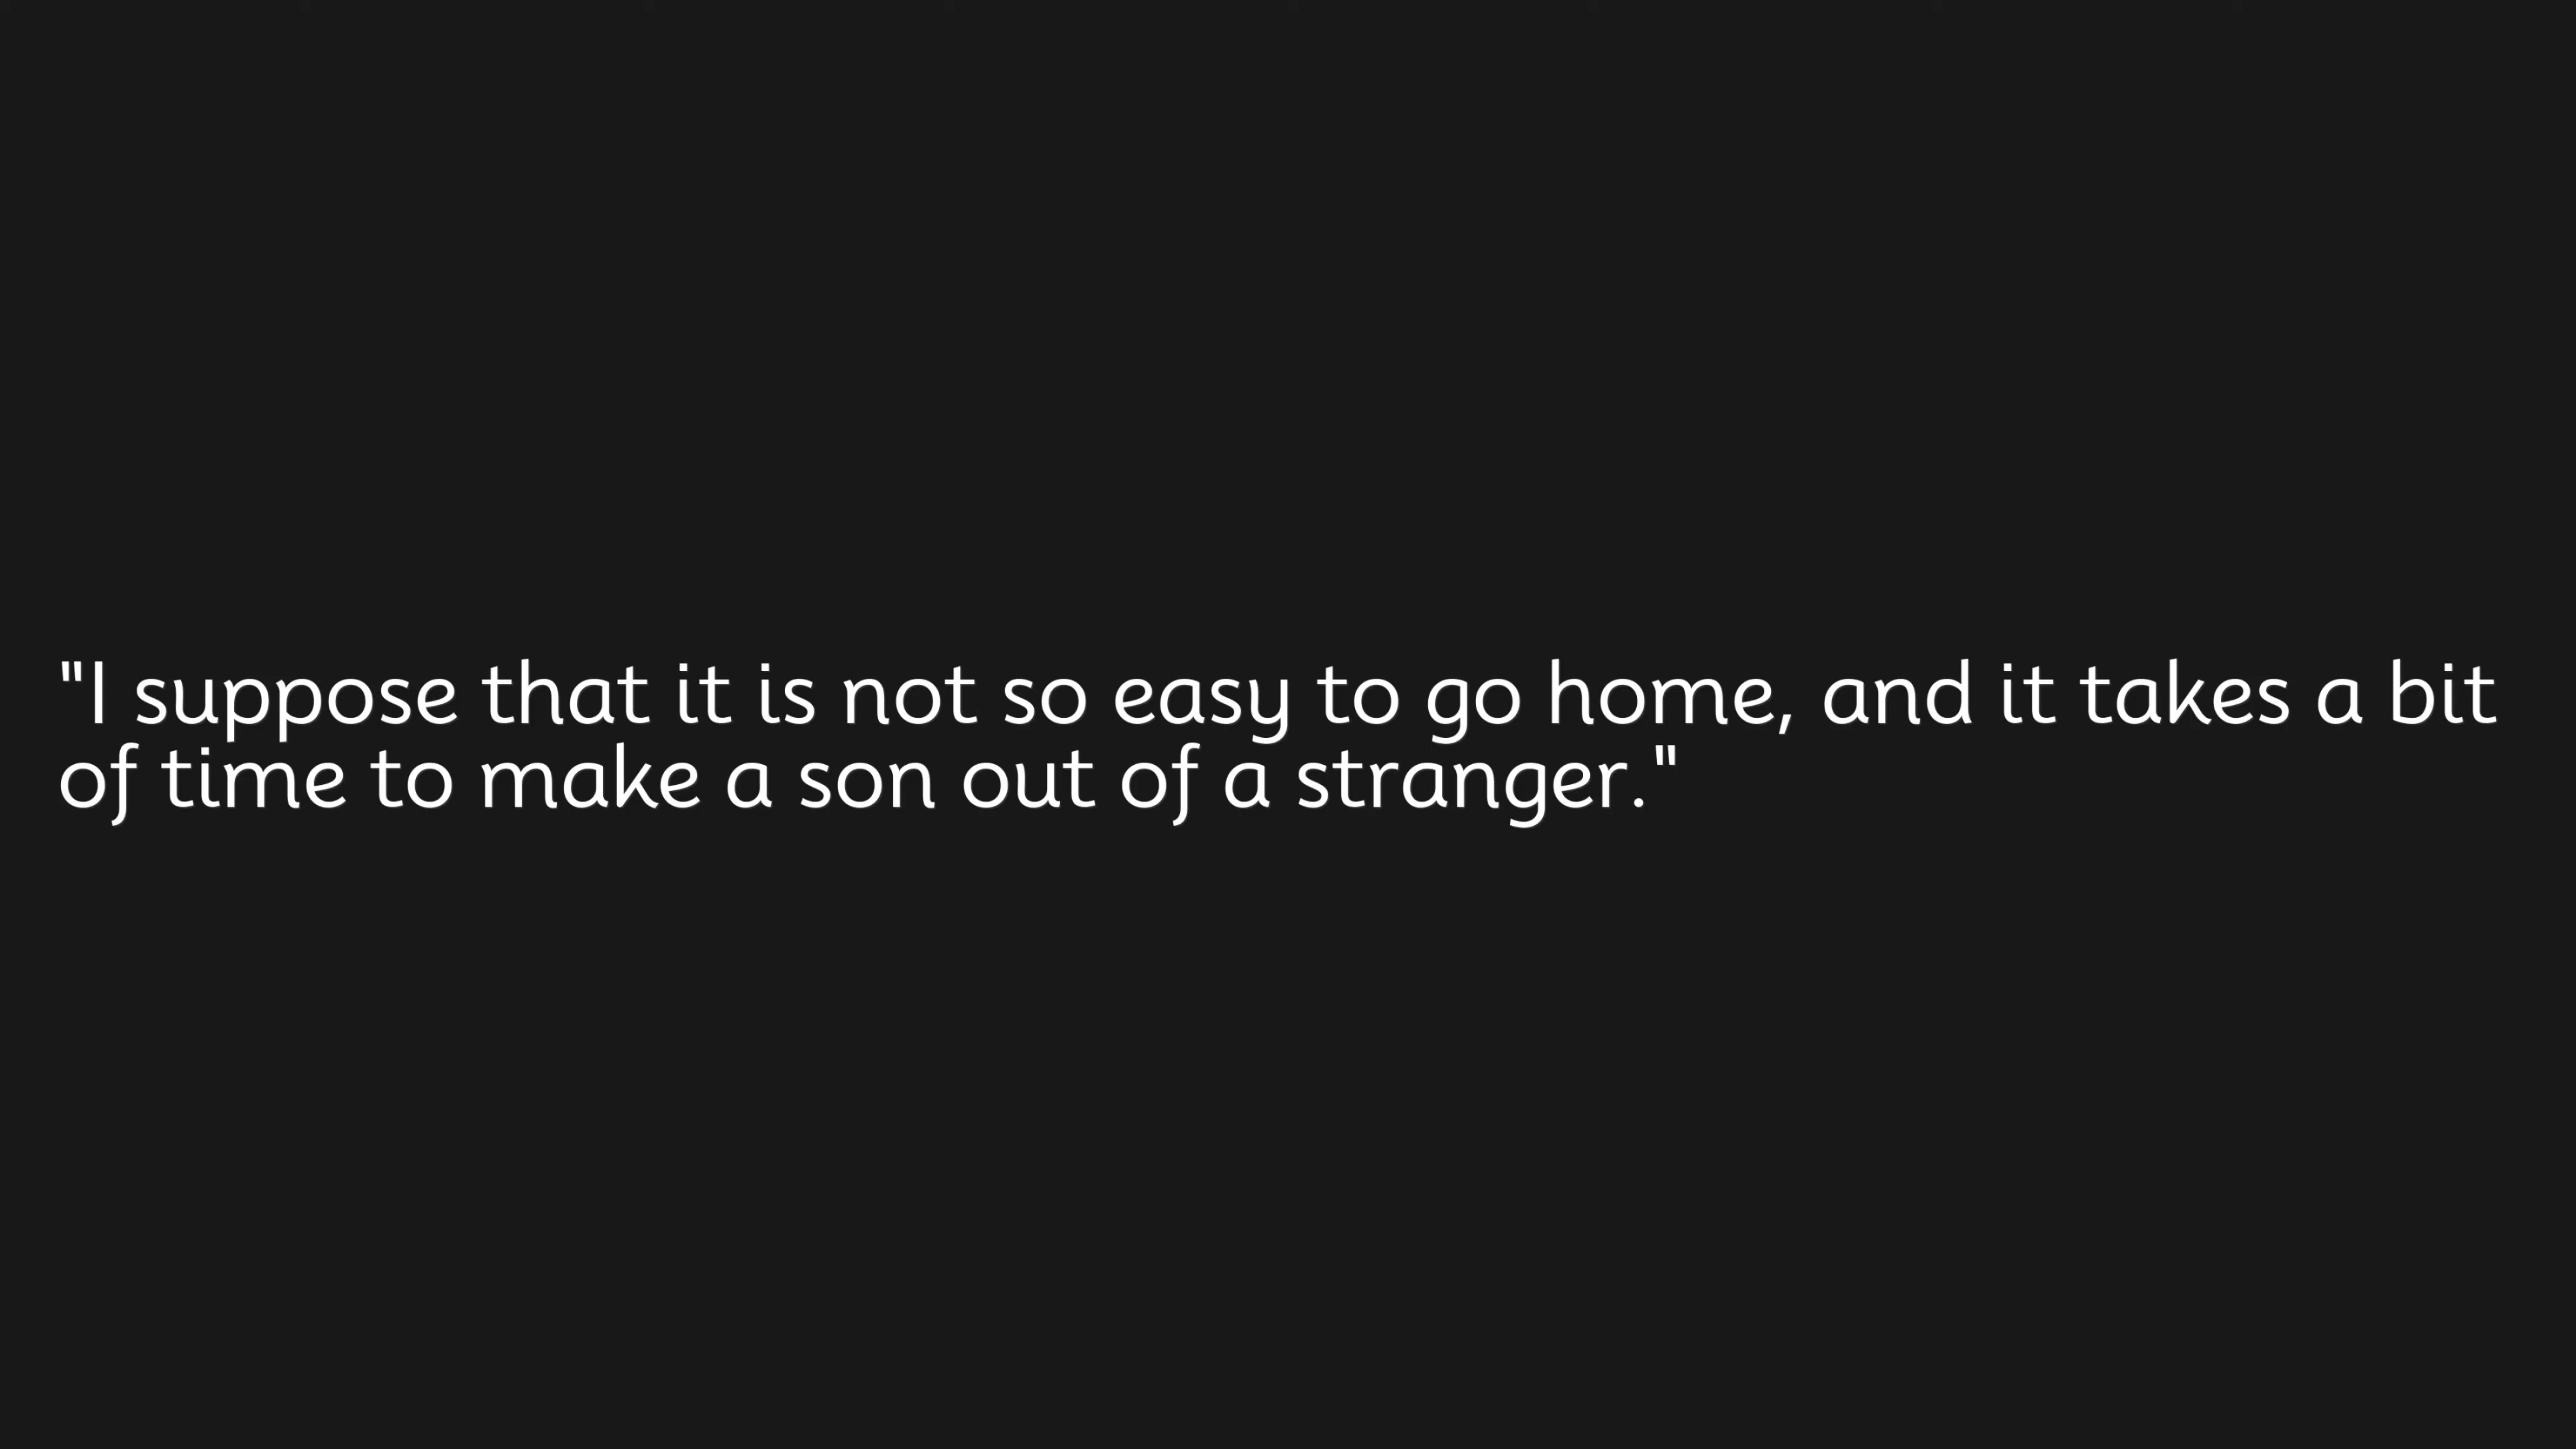 "I suppose that it is not so easy to go home, and it takes a bit
of time to make a son out of a stranger."